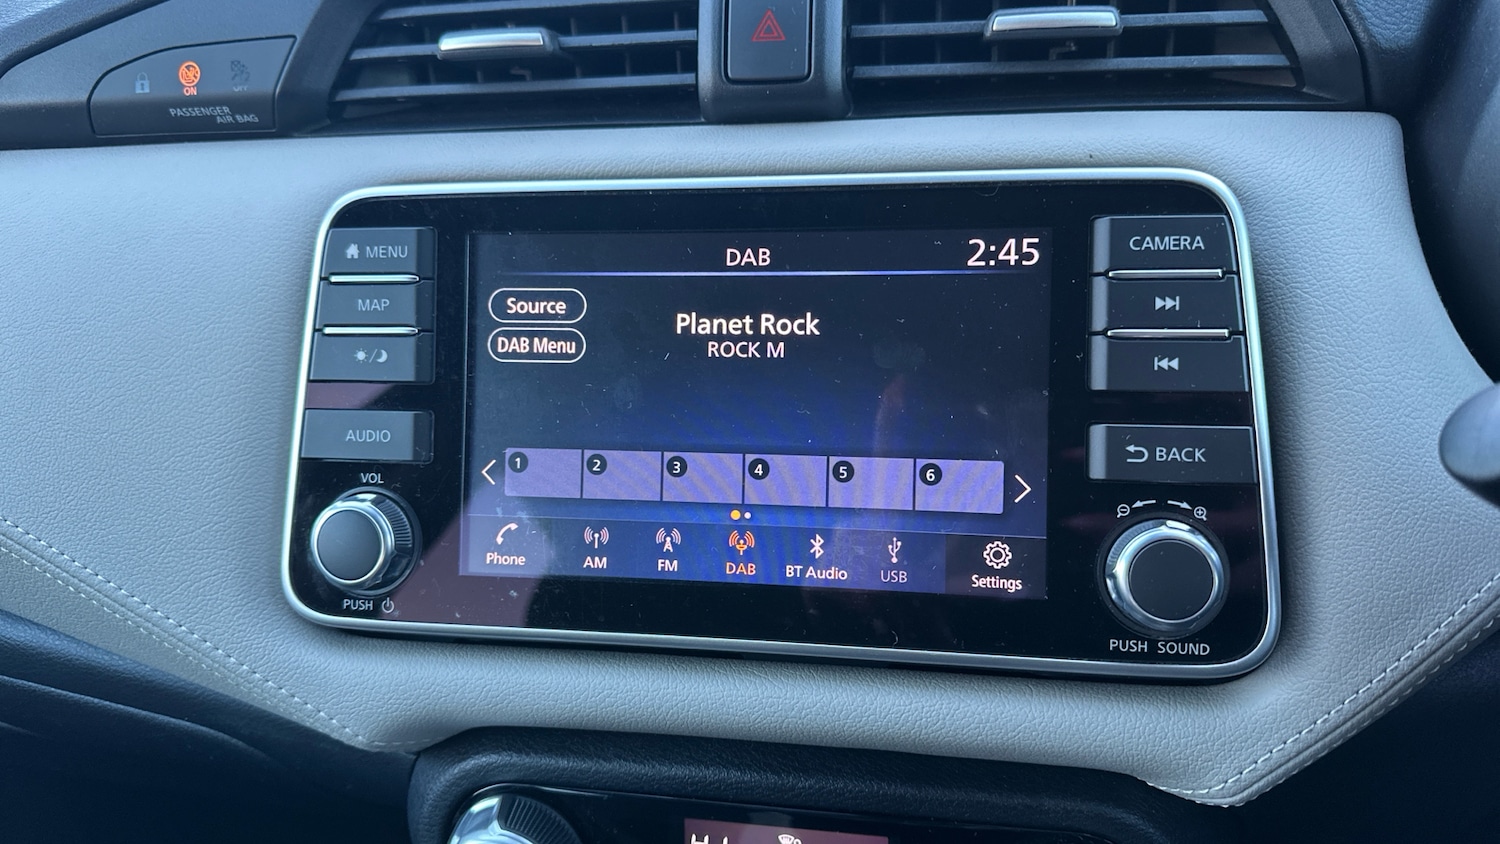 ON
OFF
PASSENGER
AIR BAG
MENU
MAP
AUDIO
VOL
PUSH
DAB
2:45
Source
DAB Menu
Planet Rock
ROCK M
1 2 3 4 5 6
Phone AM FM DAB BT Audio USB Settings
CAMERA
BACK
PUSH SOUND